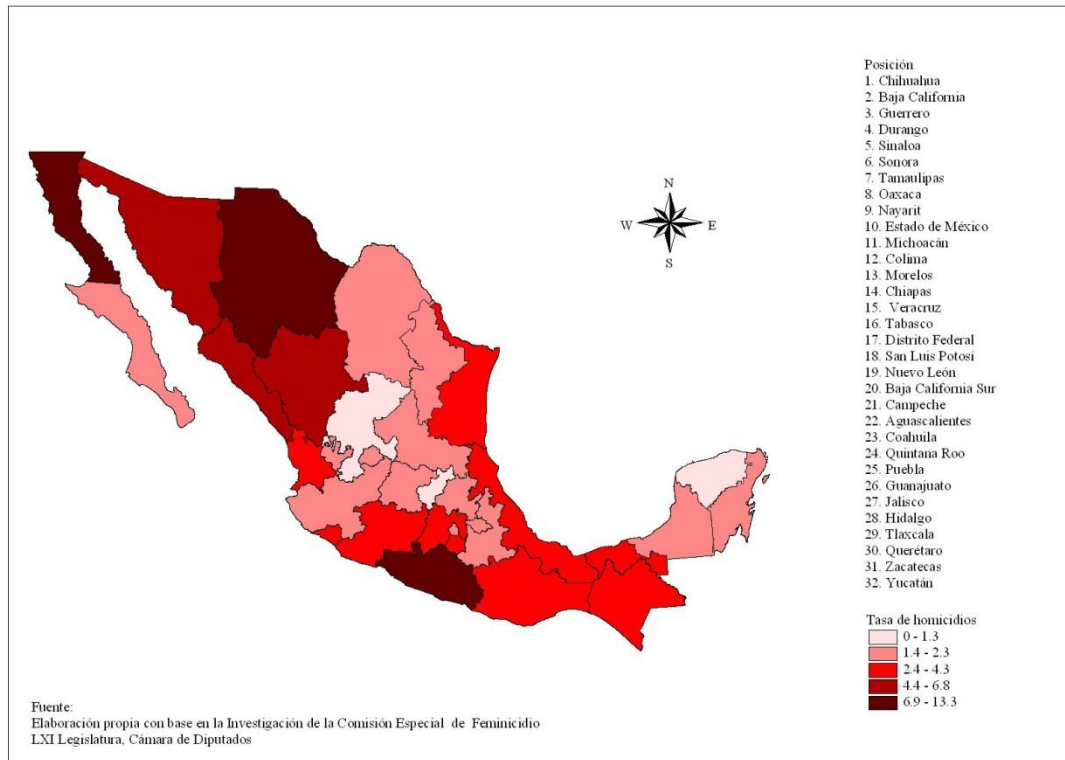 Posición
1. Chihuahua
2. Baja California
3. Guerrero
4. Durango
5. Sinaloa
6. Sonora
7. Tamaulipas
8. Oaxaca
9. Nayarit
10. Estado de México
11. Michoacán
12. Colima
13. Morelos
14. Chiapas
15. Veracruz
16. Tabasco
17. Distrito Federal
18. San Luis Potosí
19. Nuevo León
20. Baja California Sur
21. Campeche
22. Aguascalientes
23. Coahuila
24. Quintana Roo
25. Puebla
26. Guanajuato
27. Jalisco
28. Hidalgo
29. Tlaxcala
30. Querétaro
31. Zacatecas
32. Yucatán
N
W E
S
Tasa de homicidios
0 - 1.3
1.4 - 2.3
2.4 - 4.3
4.4 - 6.8
6.9 - 13.3
Fuente:
Elaboración propia con base en la Investigación de la Comisión Especial de Feminicidio
LXI Legislatura, Cámara de Diputados